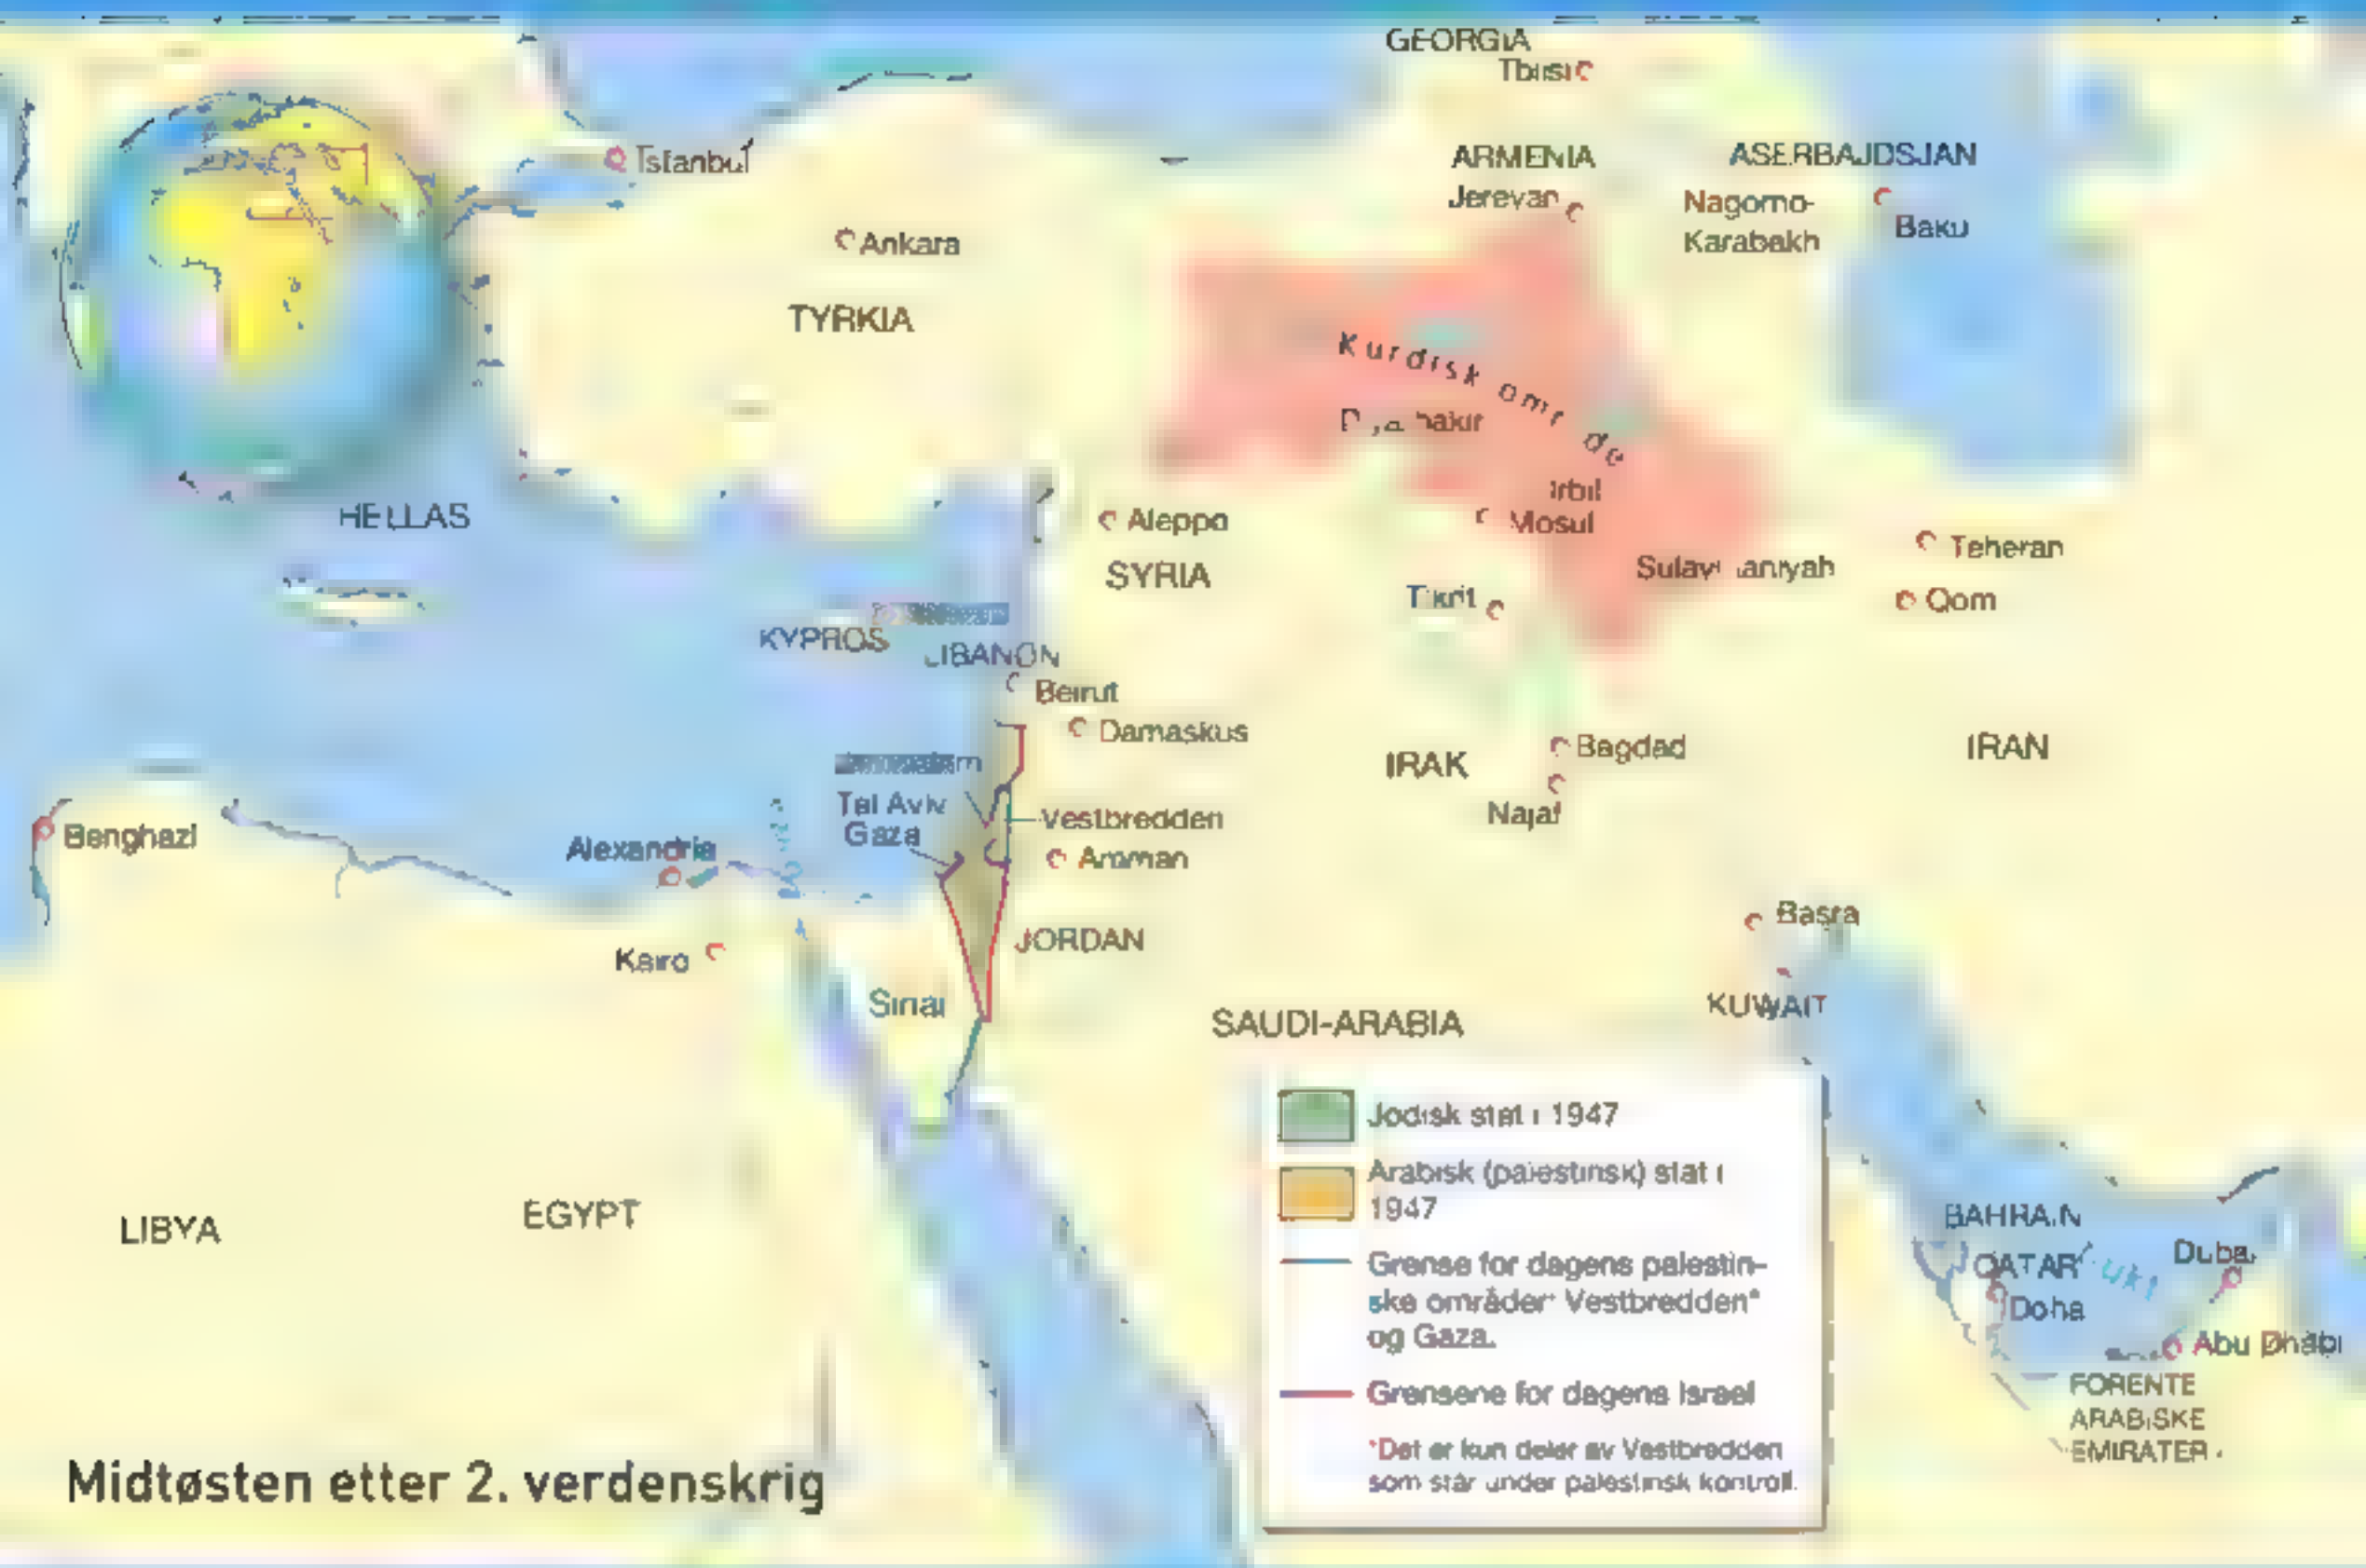 GEORGIA
Tbilisi
ARMENIA
ASERBAJDSJAN
Istanbul
Jerevan
Nagorno-
Karabakh
Baku
Ankara
TYRKIA
Kurdisk
HELLAS
Aleppo
Irbil
Mosul
SYRIA
Teheran
Tikrit
Qom
KYPROS
LIBANON
Beirut
Damaskus
Bagdad
IRAK
IRAN
Tel Aviv
Gaza
Vestbredden
Najaf
Benghazi
Alexandria
Amman
Basra
Kairo
JORDAN
Sinai
KUWAIT
SAUDI-ARABIA
Jødisk stat i 1947
Arabisk (palestinsk) stat i
1947
LIBYA
EGYPT
BAHRAIN
QATAR
Dubai
Doha
Grense for dagens palestin-
ske områder: Vestbredden*
og Gaza.
Abu Dhabi
FORENTE
ARABISKE
EMIRATER
Grensene for dagens Israel
*Det er kun deler av Vestbredden
som står under palestinsk kontroll.
Midtøsten etter 2. verdenskrig